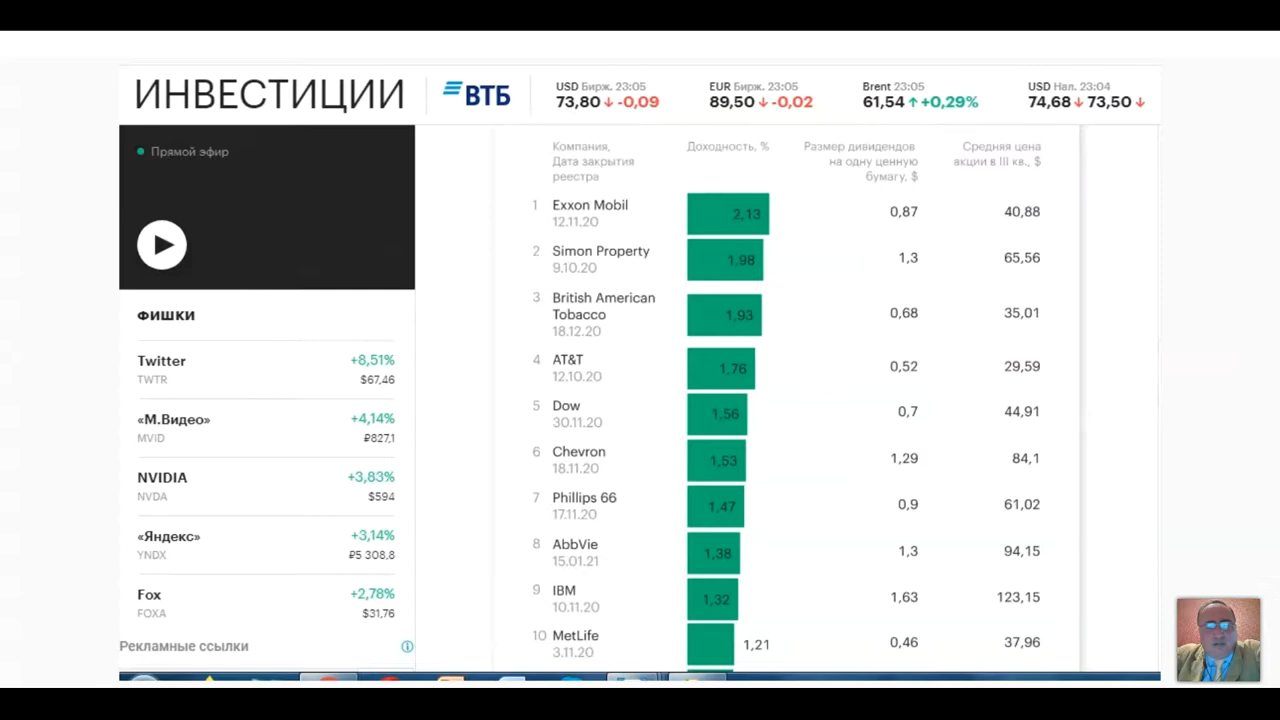 ИНВЕСТИЦИИ
ВТБ
USD Бирж. 23:05
73,80 ↓ -0,09
EUR Бирж. 23:05
89,50 ↓ -0,02
Brent 23:05
61,54 ↑ +0,29%
USD Нал. 23:04
74,68 ↓ 73,50 ↓
Прямой эфир
ФИШКИ
Twitter +8,51%
TWTR $67,46
«М.Видео» +4,14%
MVID ₽827,1
NVIDIA +3,83%
NVDA $594
«Яндекс» +3,14%
YNDX ₽5 308,8
Fox +2,78%
FOXA $31,76
Рекламные ссылки
Компания,
Дата закрытия
реестра
Доходность, %
Размер дивидендов
на одну ценную
бумагу, $
Средняя цена
акции в III кв., $
1 Exxon Mobil 2,13 0,87 40,88
12.11.20
2 Simon Property 1,98 1,3 65,56
9.10.20
3 British American
Tobacco 1,93 0,68 35,01
18.12.20
4 AT&T 1,76 0,52 29,59
12.10.20
5 Dow 1,56 0,7 44,91
30.11.20
6 Chevron 1,53 1,29 84,1
18.11.20
7 Phillips 66 1,47 0,9 61,02
17.11.20
8 AbbVie 1,38 1,3 94,15
15.01.21
9 IBM 1,32 1,63 123,15
10.11.20
10 MetLife 1,21 0,46 37,96
3.11.20